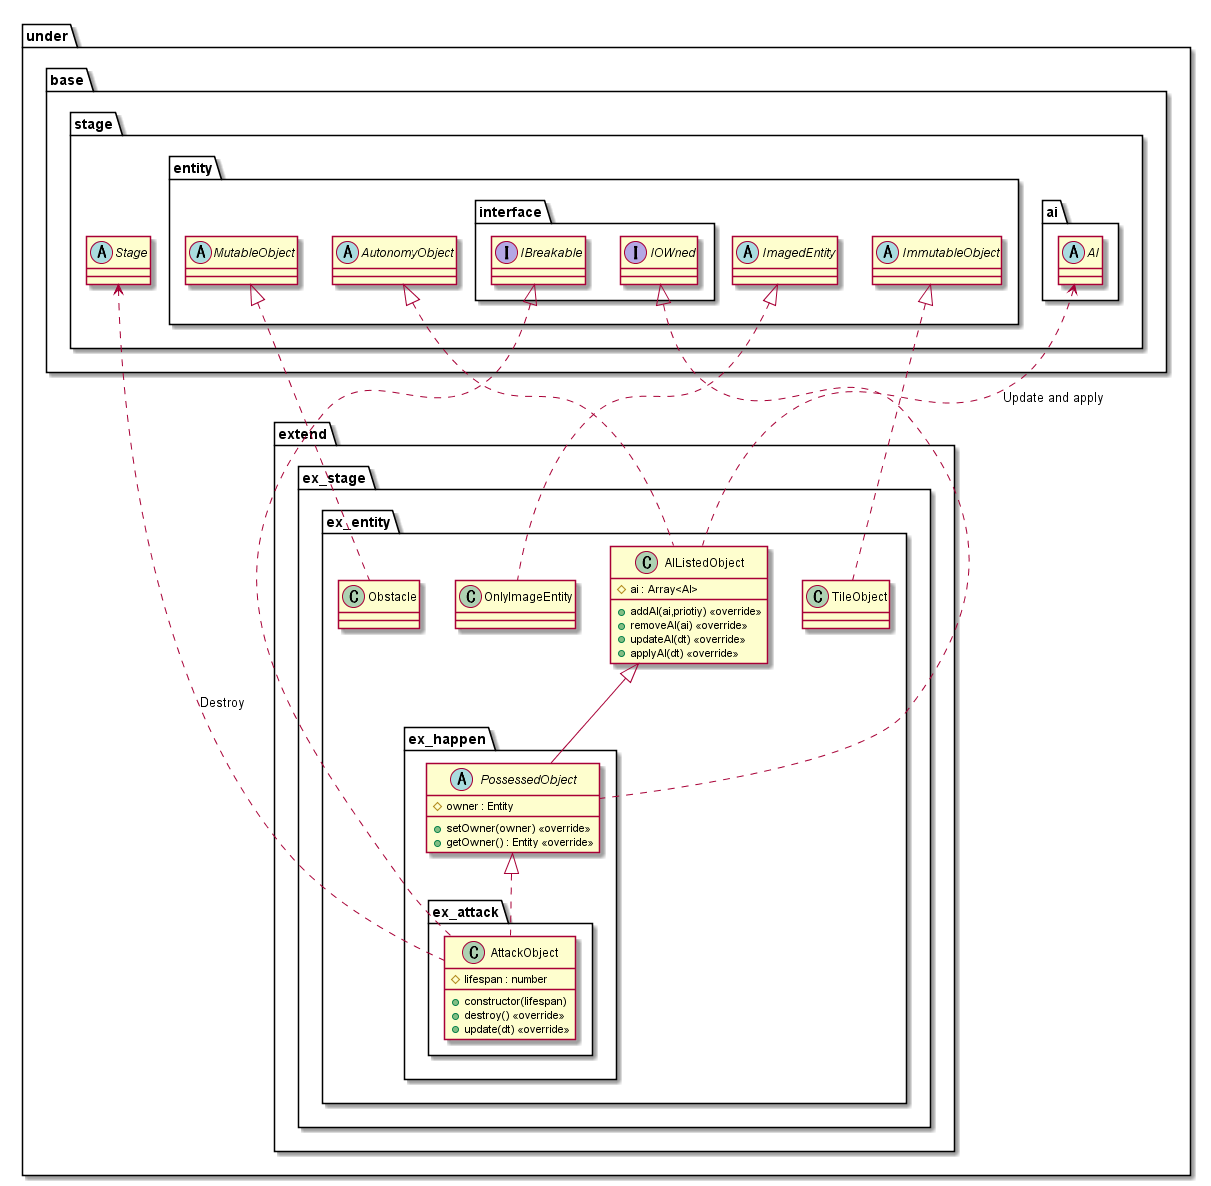 under
base
stage
entity
interface
ai
A Stage
A MutableObject
A AutonomyObject
I IBreakable
I IOWned
A ImagedEntity
A ImmutableObject
A AI
Update and apply
extend
ex_stage
ex_entity
C Obstacle
C OnlyImageEntity
C AIListedObject
ai : Array<AI>
addAI(ai,priotiy) «override»
removeAI(ai) «override»
updateAI(dt) «override»
applyAI(dt) «override»
C TileObject
Destroy
ex_happen
A PossessedObject
owner : Entity
setOwner(owner) «override»
getOwner() : Entity «override»
ex_attack
C AttackObject
lifespan : number
constructor(lifespan)
destroy() «override»
update(dt) «override»